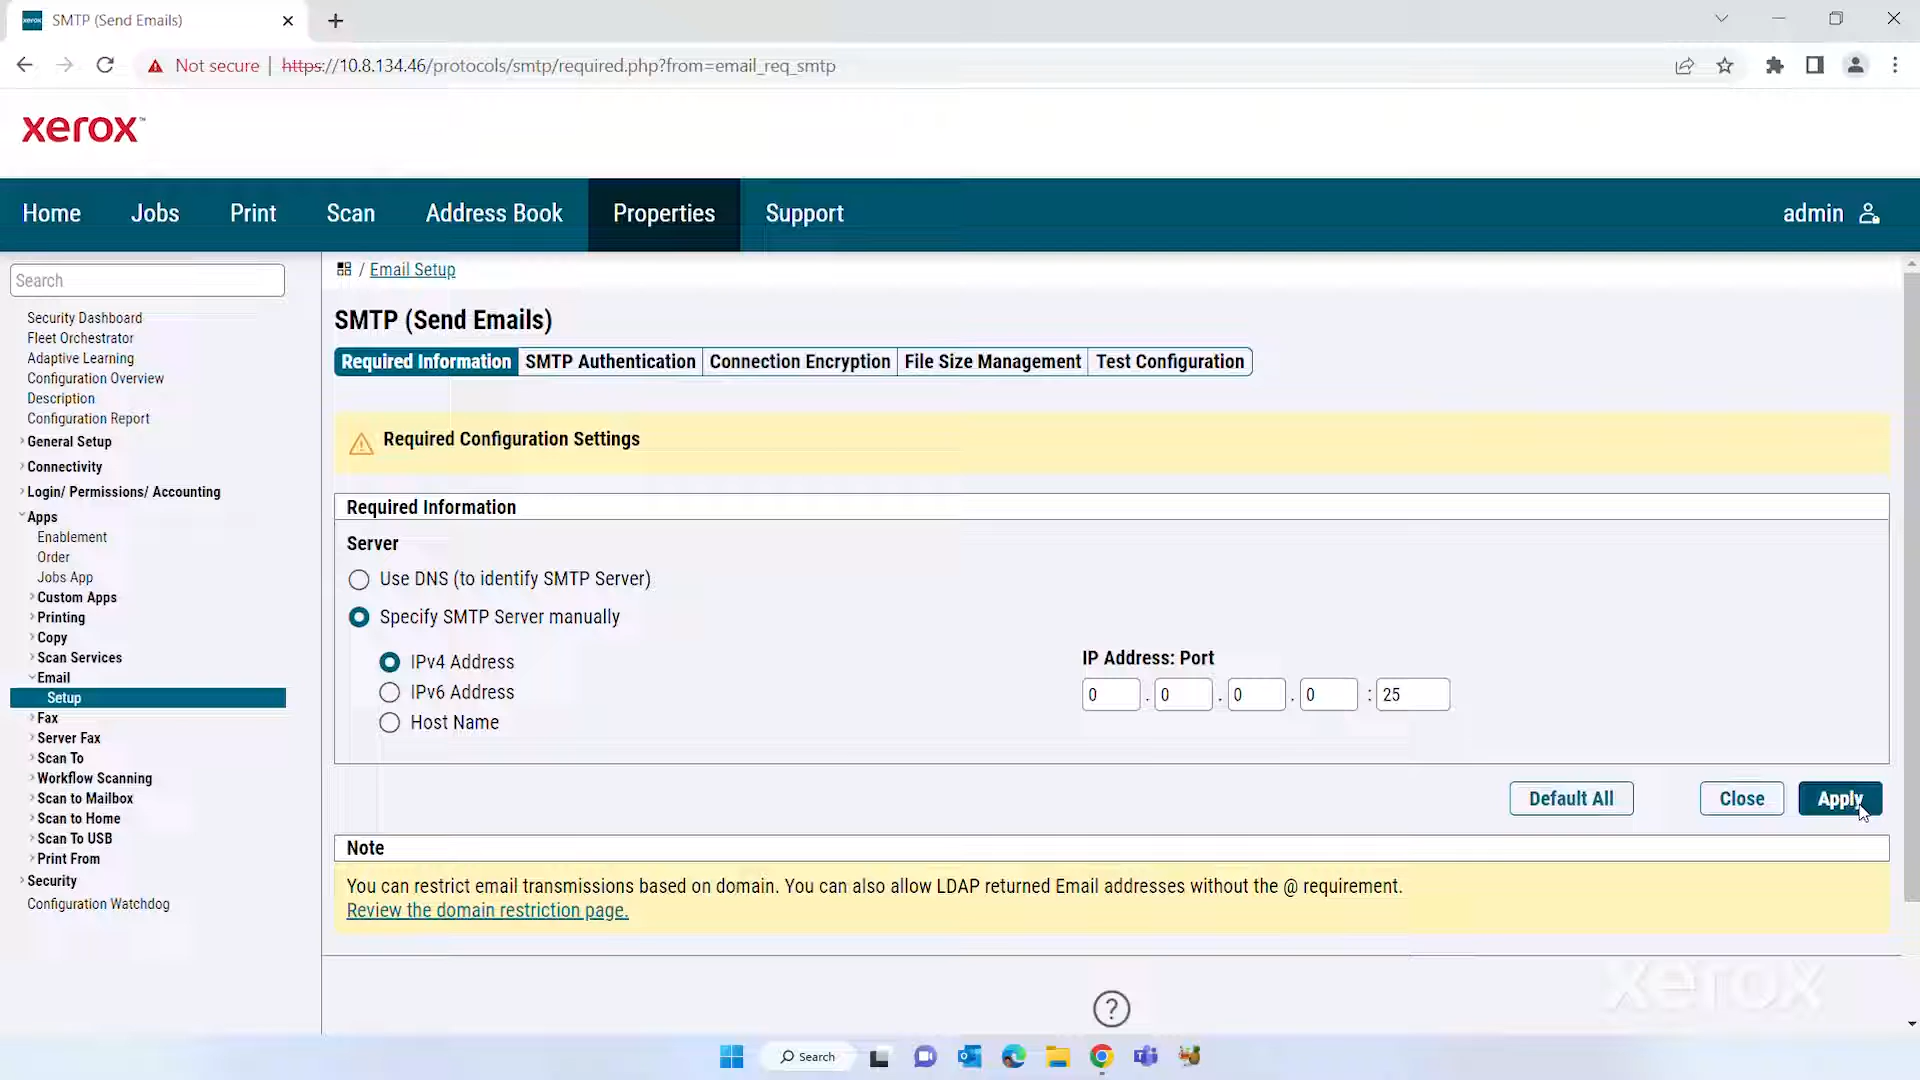 xerox
SMTP (Send Emails)
Not secure
https://10.8.134.46/protocols/smtp/required.php?from=email_req_smtp
xerox™
Home
Jobs
Print
Scan
Address Book
Properties
Support
admin
Search
Security Dashboard
Fleet Orchestrator
Adaptive Learning
Configuration Overview
Description
Configuration Report
General Setup
Connectivity
Login/ Permissions/ Accounting
Apps
Enablement
Order
Jobs App
Custom Apps
Printing
Copy
Scan Services
Email
Setup
Fax
Server Fax
Scan To
Workflow Scanning
Scan to Mailbox
Scan to Home
Scan To USB
Print From
Security
Configuration Watchdog
/ Email Setup
SMTP (Send Emails)
Required Information
SMTP Authentication
Connection Encryption
File Size Management
Test Configuration
Required Configuration Settings
Required Information
Server
Use DNS (to identify SMTP Server)
Specify SMTP Server manually
IPv4 Address
IPv6 Address
Host Name
IP Address: Port
0 . 0 . 0 . 0 : 25
Default All
Close
Apply
Note
You can restrict email transmissions based on domain. You can also allow LDAP returned Email addresses without the @ requirement.
Review the domain restriction page.
xerox
?
Search